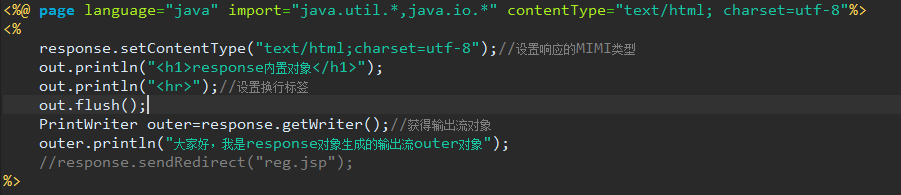 <%@ page language="java" import="java.util.*,java.io.*" contentType="text/html; charset=utf-8"%>
<%
response.setContentType("text/html;charset=utf-8");//设置响应的MIMI类型
out.println("<h1>response内置对象</h1>");
out.println("<hr>");//设置换行标签
out.flush();
PrintWriter outer=response.getWriter();//获得输出流对象
outer.println("大家好，我是response对象生成的输出流outer对象");
//response.sendRedirect("reg.jsp");
%>